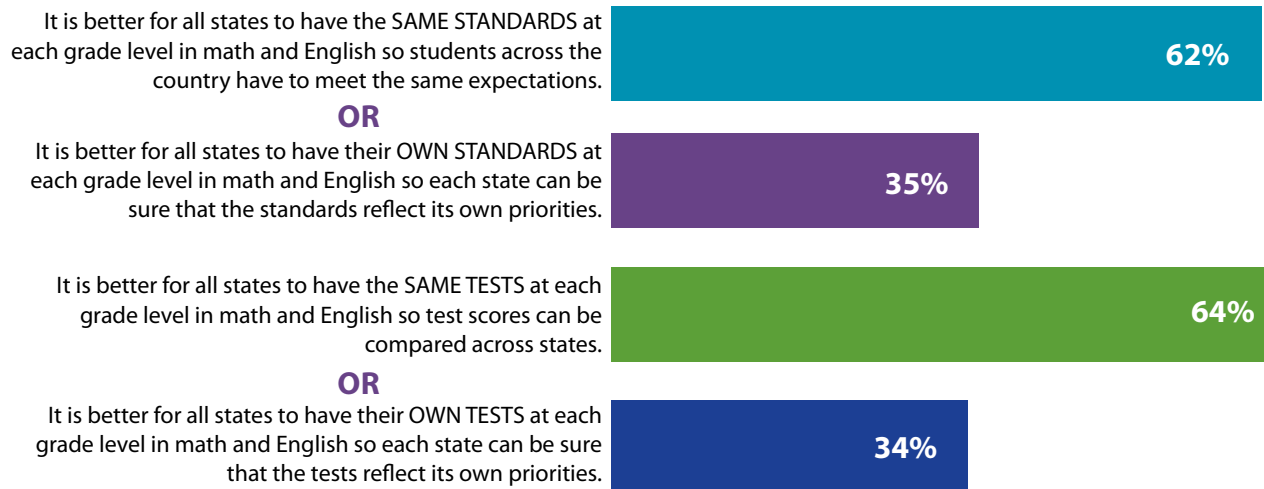 It is better for all states to have the SAME STANDARDS at
each grade level in math and English so students across the
country have to meet the same expectations.
62%
OR
It is better for all states to have their OWN STANDARDS at
each grade level in math and English so each state can be
sure that the standards reflect its own priorities.
35%
It is better for all states to have the SAME TESTS at each
grade level in math and English so test scores can be
compared across states.
64%
OR
It is better for all states to have their OWN TESTS at each
grade level in math and English so each state can be sure
that the tests reflect its own priorities.
34%